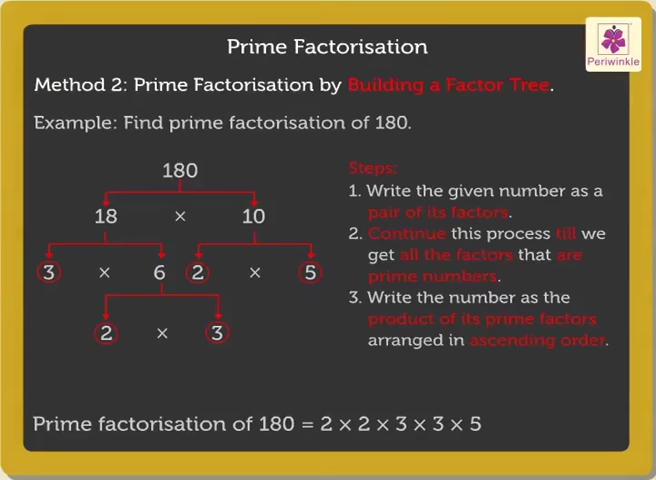 Prime Factorisation
Periwinkle
Method 2: Prime Factorisation by Building a Factor Tree.
Example: Find prime factorisation of 180.
180
18 × 10
3 × 6 2 × 5
2 × 3
Steps:
1. Write the given number as a
pair of its factors.
2. Continue this process till we
get all the factors that are
prime numbers.
3. Write the number as the
product of its prime factors
arranged in ascending order.
Prime factorisation of 180 = 2 × 2 × 3 × 3 × 5